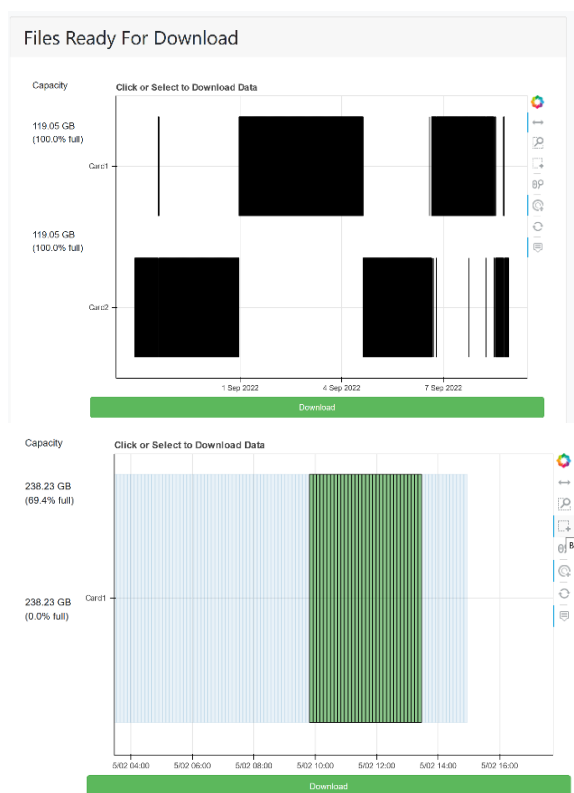 Files Ready For Download
Capacity
Click or Select to Download Data
119.05 GB
(100.0% full)
Card1
119.05 GB
(100.0% full)
Card2
1 Sep 2022
4 Sep 2022
7 Sep 2022
Download
Capacity
Click or Select to Download Data
238.23 GB
(69.4% full)
B
238.23 GB
(0.0% full)
Card1
5/02 04:00
5/02 06:00
5/02 08:00
5/02 10:00
5/02 12:00
5/02 14:00
5/02 16:00
Download